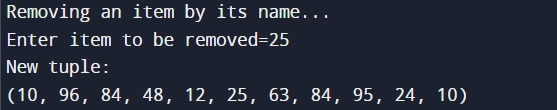 Removing an item by its name...
Enter item to be removed=25
New tuple:
(10, 96, 84, 48, 12, 25, 63, 84, 95, 24, 10)